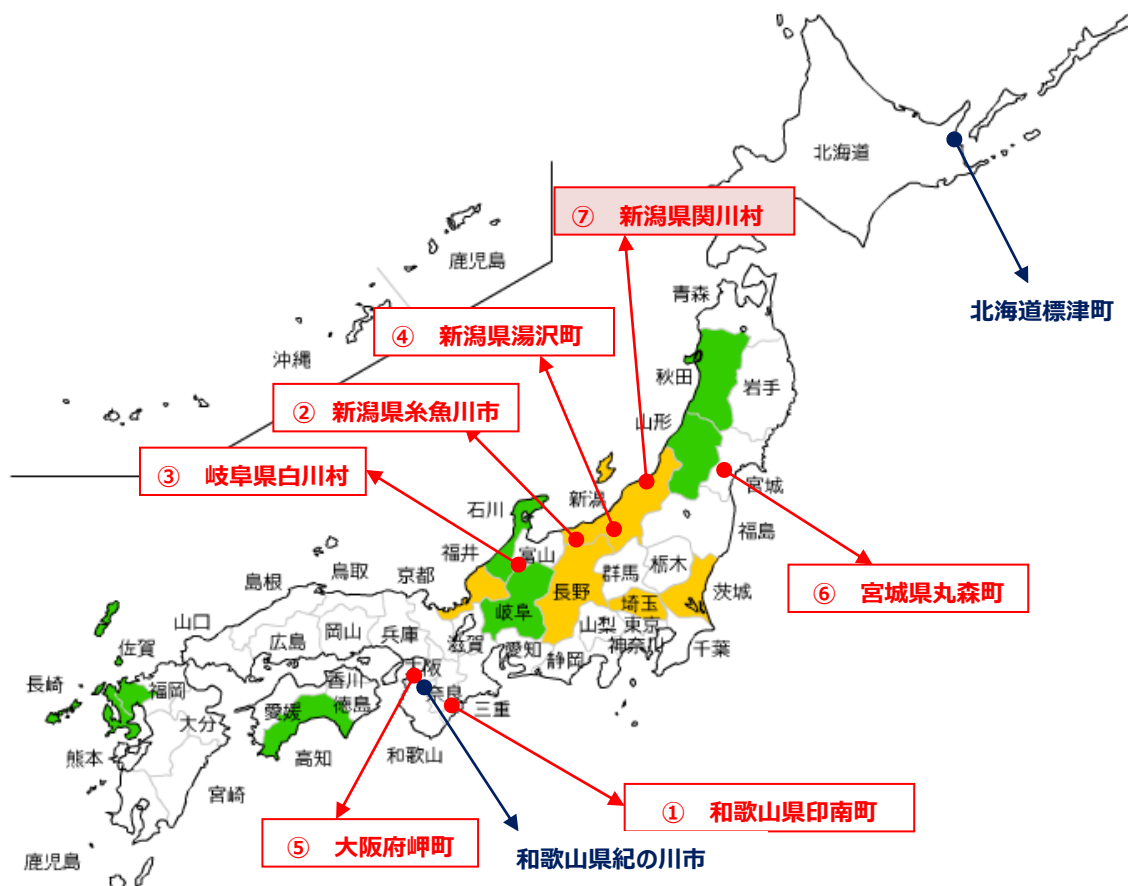 北海道
⑦ 新潟県関川村
鹿児島
青森
北海道標津町
④ 新潟県湯沢町
沖縄
秋田
岩手
② 新潟県糸魚川市
山形
③ 岐阜県白川村
新潟
宮城
石川
福島
福井
富山
群馬
栃木
鳥取
京都
島根
長野
茨城
⑥ 宮城県丸森町
埼玉
岐阜
山口
岡山
兵庫
山梨
東京
広島
滋賀
愛知
神奈川
千葉
佐賀
静岡
大阪
香川
長崎
福岡
奈良
愛媛
徳島
三重
大分
熊本
高知
和歌山
宮崎
① 和歌山県印南町
⑤ 大阪府岬町
和歌山県紀の川市
鹿児島